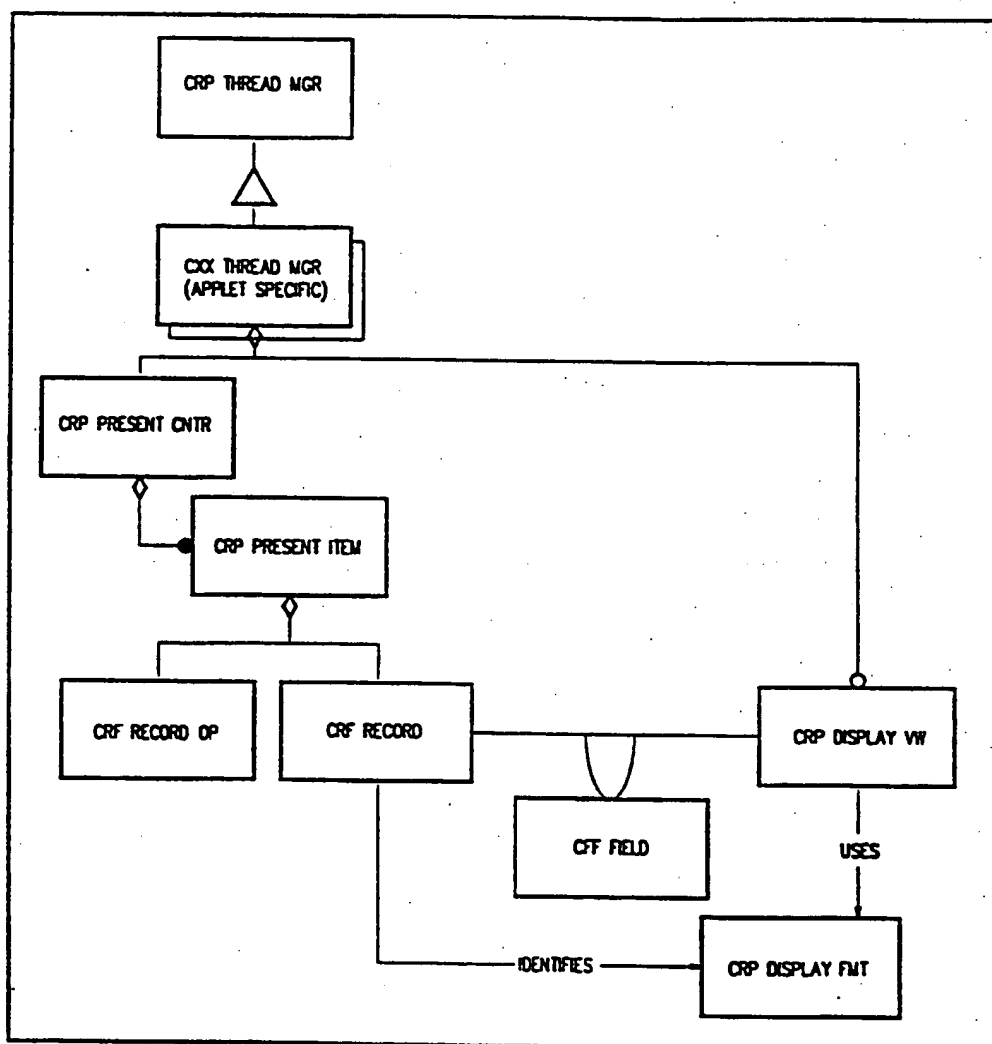 CRP THREAD MGR
CXX THREAD MGR
(APPLET SPECIFIC)
CRP PRESENT CNTR
CRP PRESENT ITEM
CRF RECORD OP
CRF RECORD
CRP DISPLAY VW
CFF FIELD
USES
IDENTIFIES
CRP DISPLAY FMT